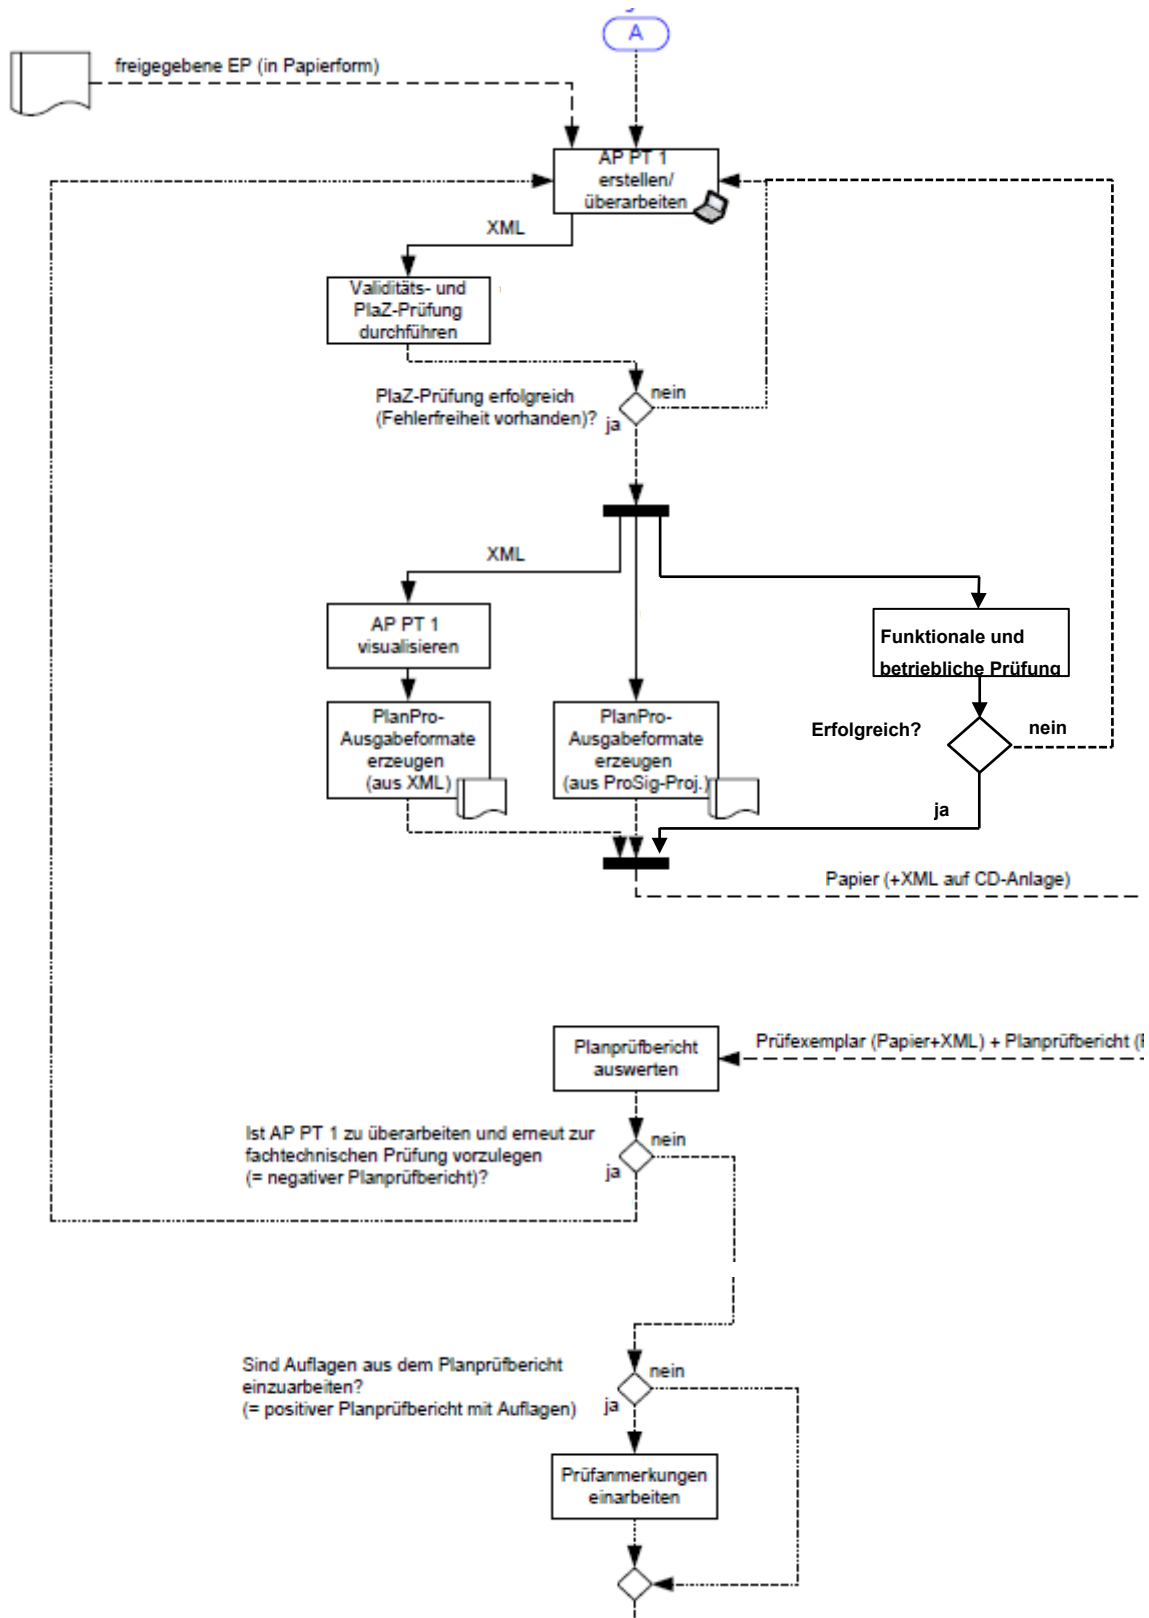 A
freigegebene EP (in Papierform)
AP PT 1
erstellen/
überarbeiten
XML
Validitäts- und
PlaZ-Prüfung
durchführen
PlaZ-Prüfung erfolgreich
(Fehlerfreiheit vorhanden)?
nein
ja
XML
AP PT 1
visualisieren
Funktionale und
betriebliche Prüfung
PlanPro-
Ausgabeformate
erzeugen
(aus XML)
PlanPro-
Ausgabeformate
erzeugen
(aus ProSig-Proj.)
Erfolgreich?
nein
ja
Papier (+XML auf CD-Anlage)
Planprüfbericht
auswerten
Prüfexemplar (Papier+XML) + Planprüfbericht (
Ist AP PT 1 zu überarbeiten und erneut zur
fachtechnischen Prüfung vorzulegen
(= negativer Planprüfbericht)?
nein
ja
Sind Auflagen aus dem Planprüfbericht
einzuarbeiten?
(= positiver Planprüfbericht mit Auflagen)
nein
ja
Prüfanmerkungen
einarbeiten